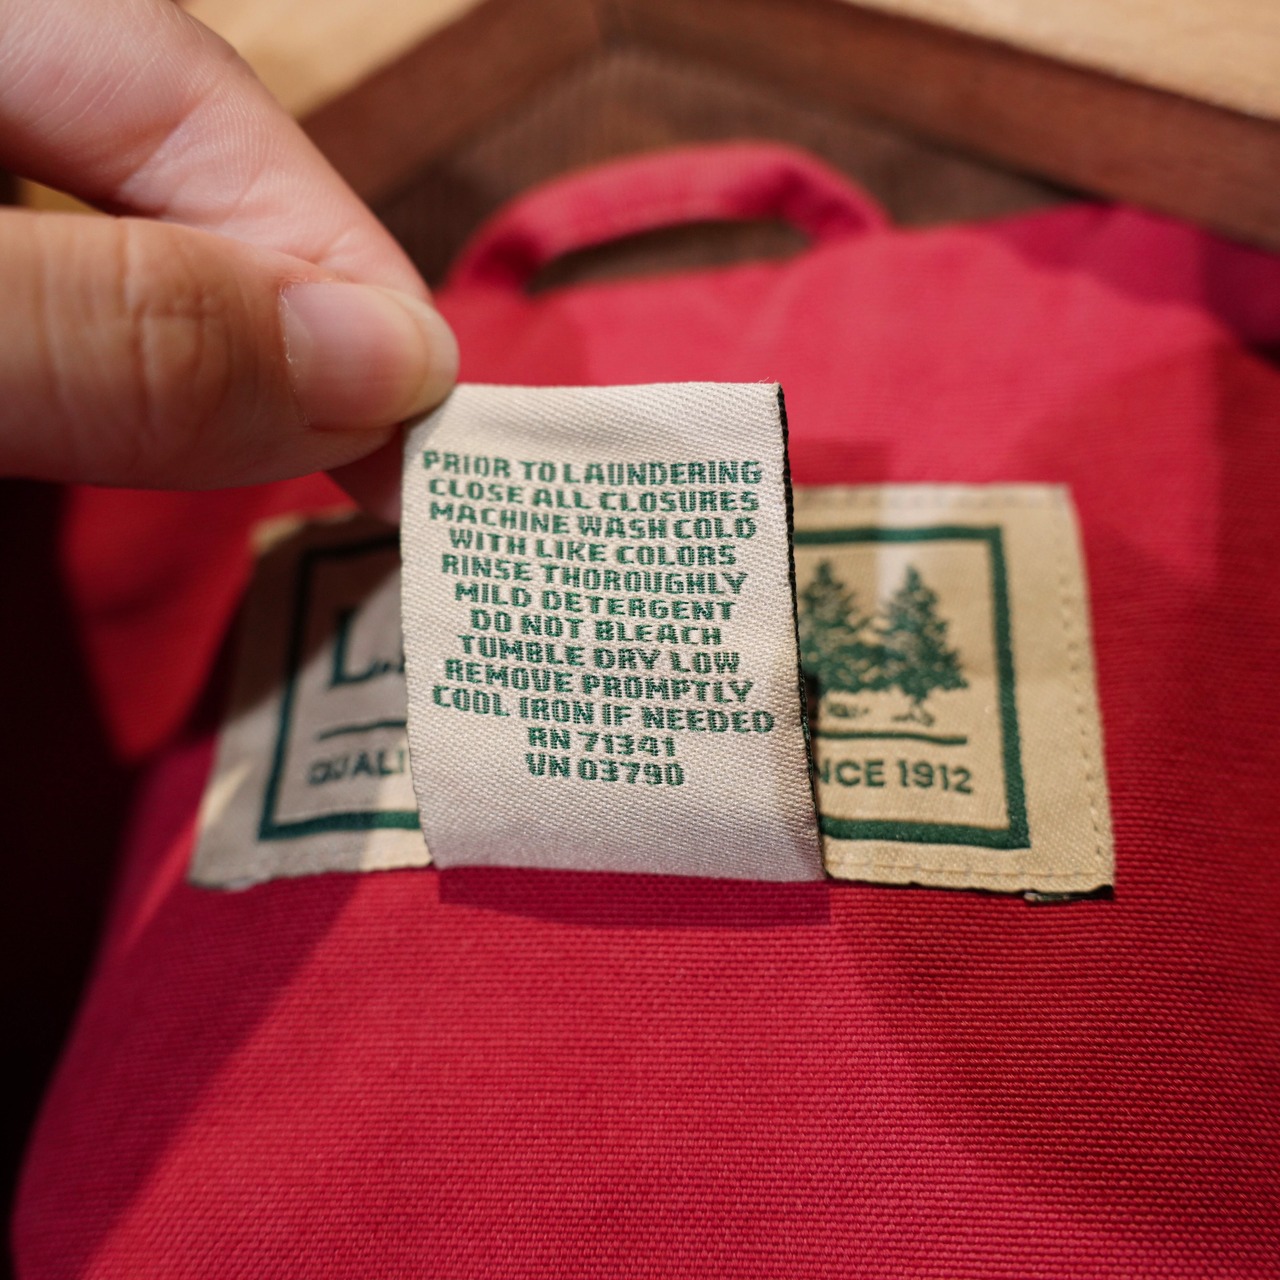 PRIOR TO LAUNDERING
CLOSE ALL CLOSURES
MACHINE WASH COLD
WITH LIKE COLORS
RINSE THOROUGHLY
MILD DETERGENT
DO NOT BLEACH
TUMBLE DRY LOW
REMOVE PROMPTLY
COOL IRON IF NEEDED
RN 71341
VN 03790
L.
QUALI
NCE 1912